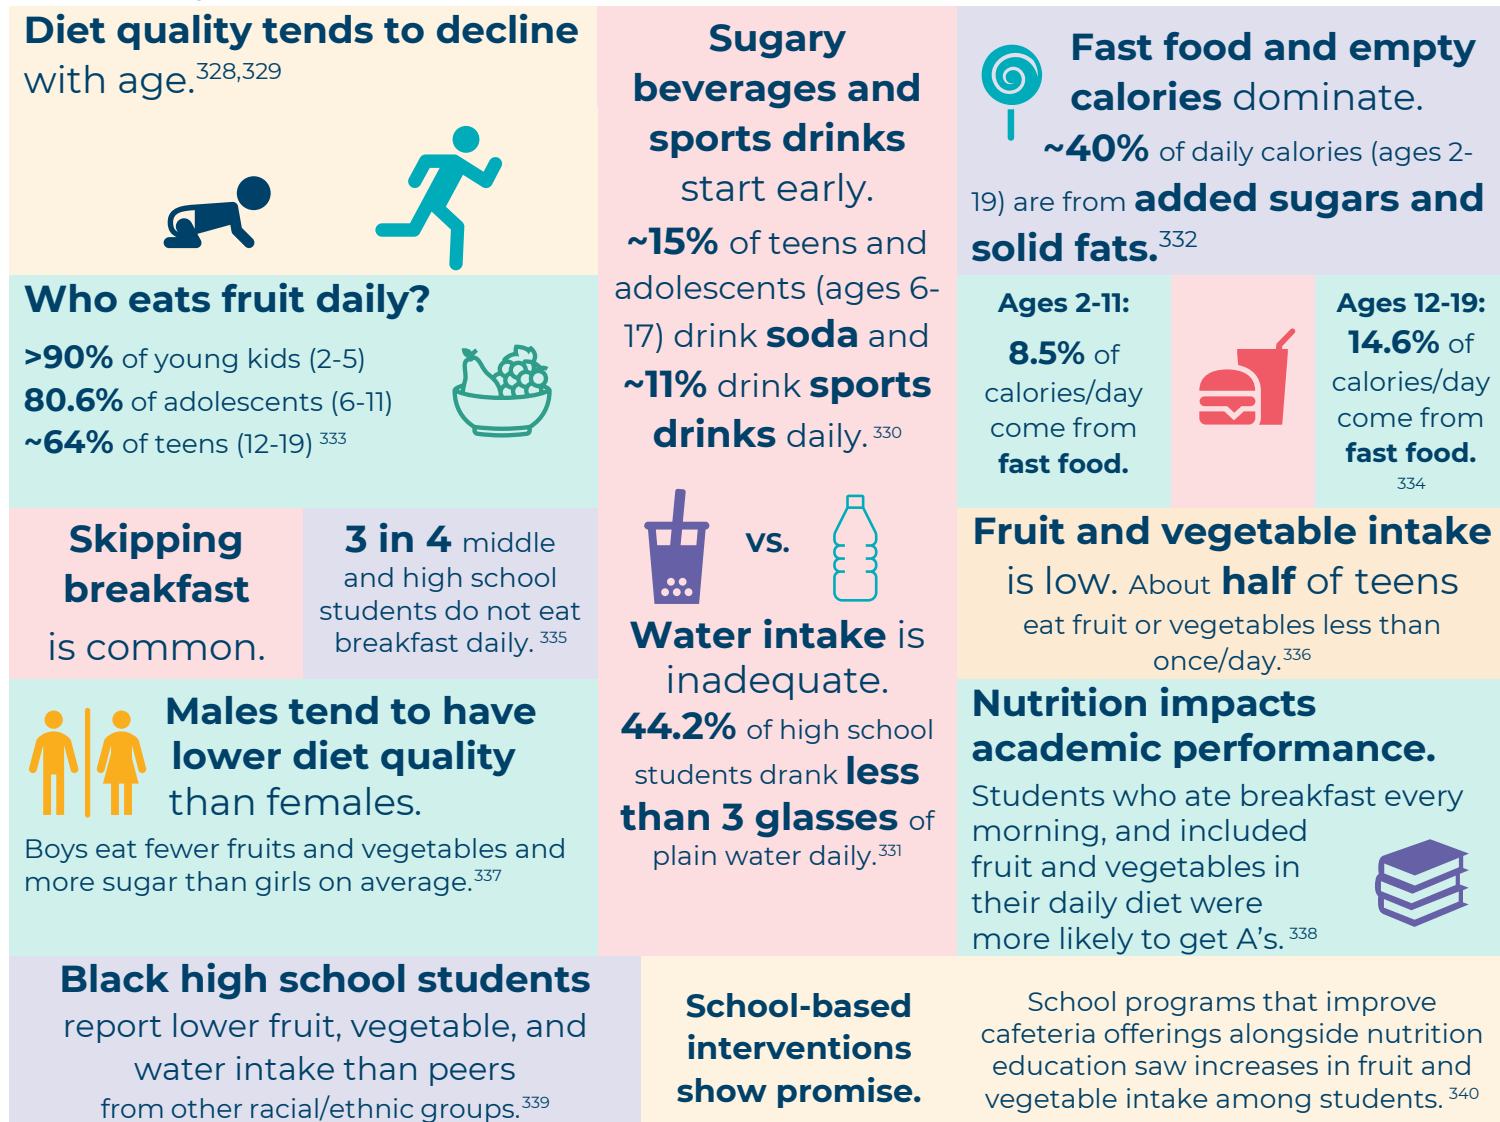 Diet quality tends to decline
with age.328,329
Who eats fruit daily?
>90% of young kids (2-5)
80.6% of adolescents (6-11)
~64% of teens (12-19) 333
Skipping
breakfast
is common.
3 in 4 middle
and high school
students do not eat
breakfast daily. 335
Males tend to have
lower diet quality
than females.
Boys eat fewer fruits and vegetables and
more sugar than girls on average.337
Sugary
beverages and
sports drinks
start early.
~15% of teens and
adolescents (ages 6-
17) drink soda and
~11% drink sports
drinks daily. 330
vs.
Water intake is
inadequate.
44.2% of high school
students drank less
than 3 glasses of
plain water daily.331
Fast food and empty
calories dominate.
~40% of daily calories (ages 2-
19) are from added sugars and
solid fats.332
Ages 2-11:
8.5% of
calories/day
come from
fast food.
Ages 12-19:
14.6% of
calories/day
come from
fast food.
334
Fruit and vegetable intake
is low. About half of teens
eat fruit or vegetables less than
once/day.336
Nutrition impacts
academic performance.
Students who ate breakfast every
morning, and included
fruit and vegetables in
their daily diet were
more likely to get A's. 338
Black high school students
report lower fruit, vegetable, and
water intake than peers
from other racial/ethnic groups.339
School-based
interventions
show promise.
School programs that improve
cafeteria offerings alongside nutrition
education saw increases in fruit and
vegetable intake among students. 340